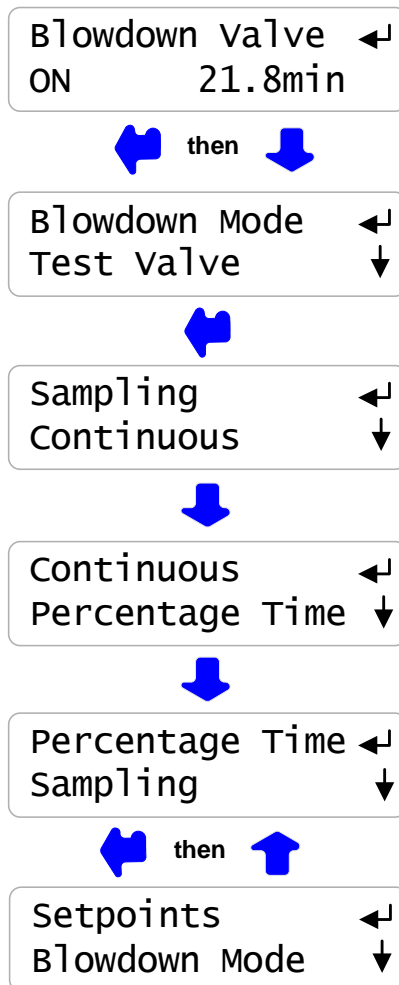 Blowdown Valve
ON 21.8min
then
Blowdown Mode
Test Valve
Sampling
Continuous
Continuous
Percentage Time
Percentage Time
Sampling
then
Setpoints
Blowdown Mode